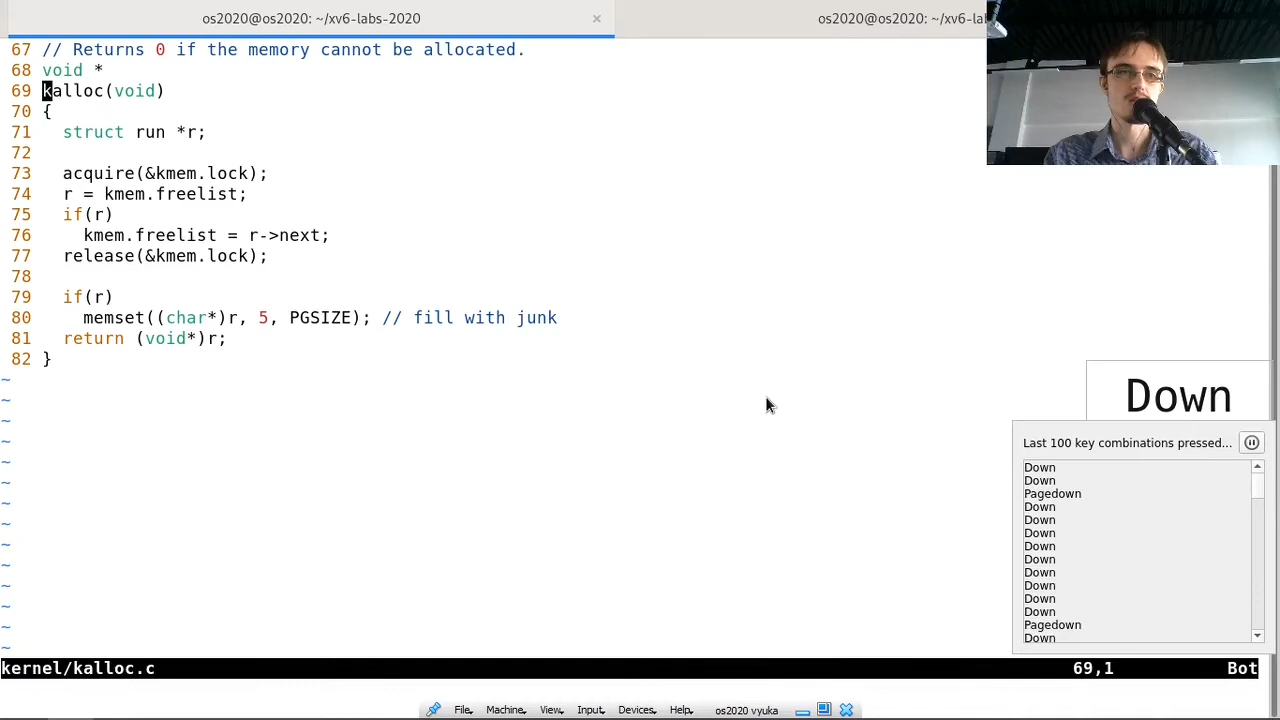 os2020@os2020: ~/xv6-labs-2020 ×
os2020@os2020: ~/xv6-lab
67 // Returns 0 if the memory cannot be allocated.
68 void *
69 kalloc(void)
70 {
71 struct run *r;
72
73 acquire(&kmem.lock);
74 r = kmem.freelist;
75 if(r)
76 kmem.freelist = r->next;
77 release(&kmem.lock);
78
79 if(r)
80 memset((char*)r, 5, PGSIZE); // fill with junk
81 return (void*)r;
82 }
~
~
~
~
~
~
~
~
~
~
~
~
~
~
Down
Last 100 key combinations pressed...
Down
Down
Pagedown
Down
Down
Down
Down
Down
Down
Down
Down
Down
Pagedown
Down
kernel/kalloc.c 69,1 Bot
File Machine View Input Devices Help os2020 vyuka